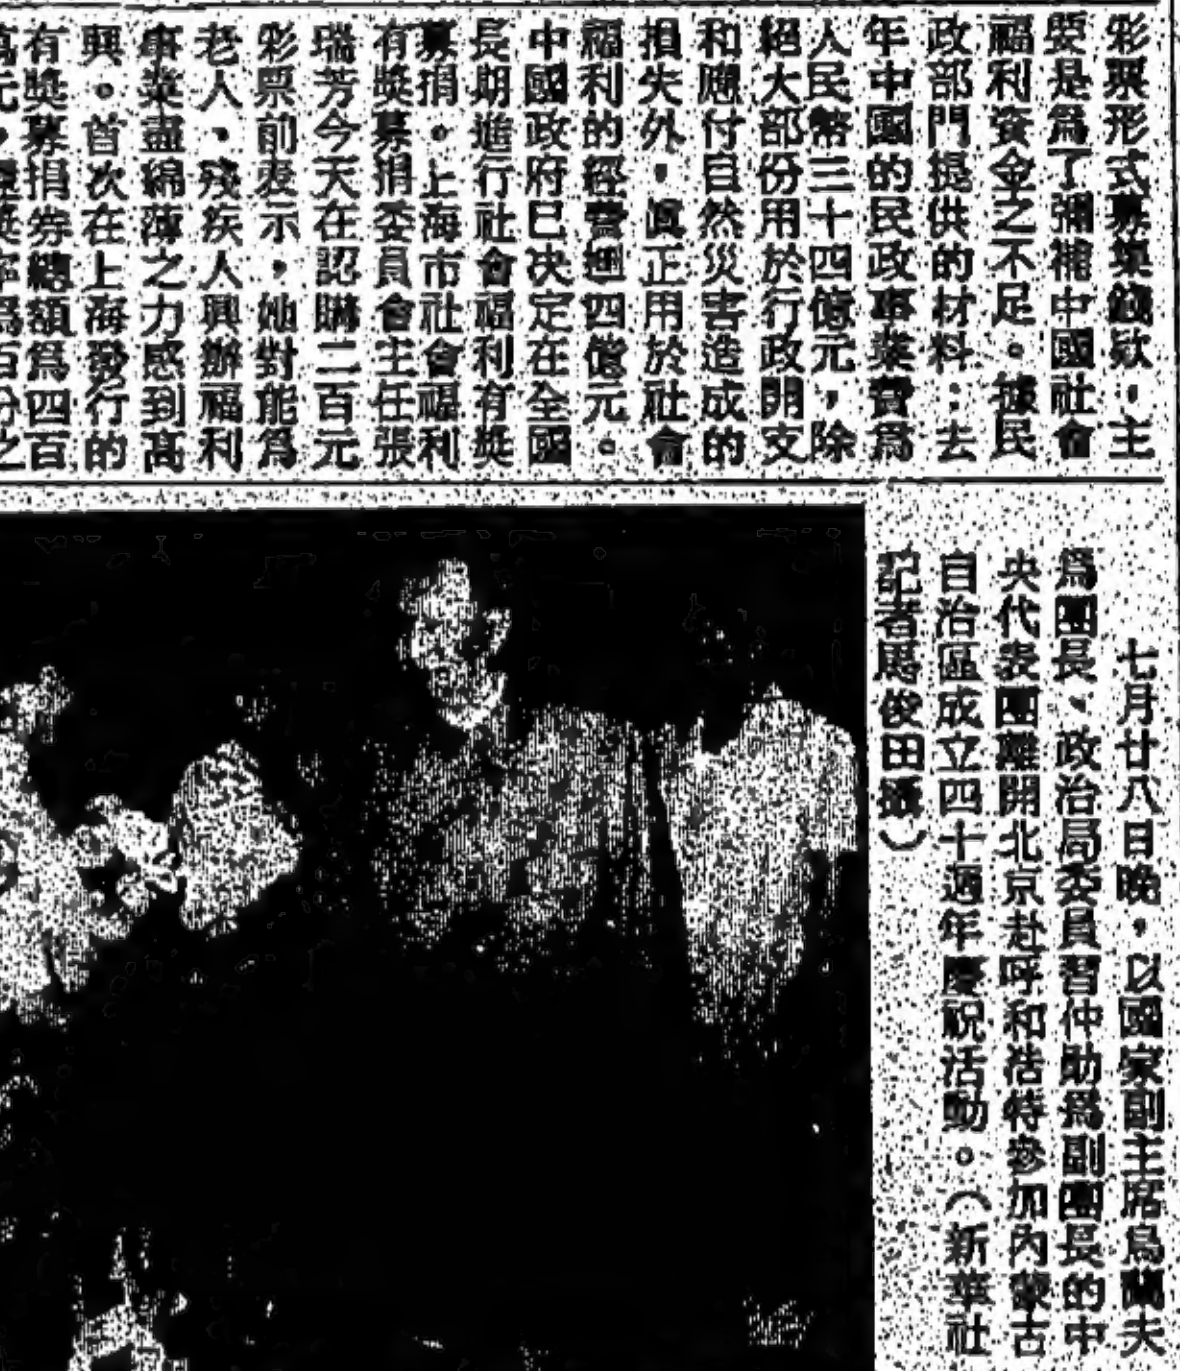 彩票形式募集錢款，主
要是為了彌補中國社會
福利資金之不足。據民
政部門提供的材料：去
年中國的民政事業費為
人民幣三十四億元，除
絕大部份用於行政開支
和應付自然災害造成的
損失外，真正用於社會
福利的經營週四億元。
中國政府已決定在全國
長期進行社會福利有獎
募捐。上海市社會福利
有獎募捐委員會主任張
瑞芳今天在認購二百元
彩票前表示，她對能為
老人、殘疾人興辦福利
事業盡綿薄之力感到高
興。首次在上海發行的
有獎募捐券總額為四百
萬元，獎率為百分之
七月廿八日晚，以國家副主席烏蘭夫
為團長、政治局委員習仲勛為副團長的中
央代表團離開北京赴呼和浩特參加內蒙古
自治區成立四十週年慶祝活動。（新華社
記者俊田攝）